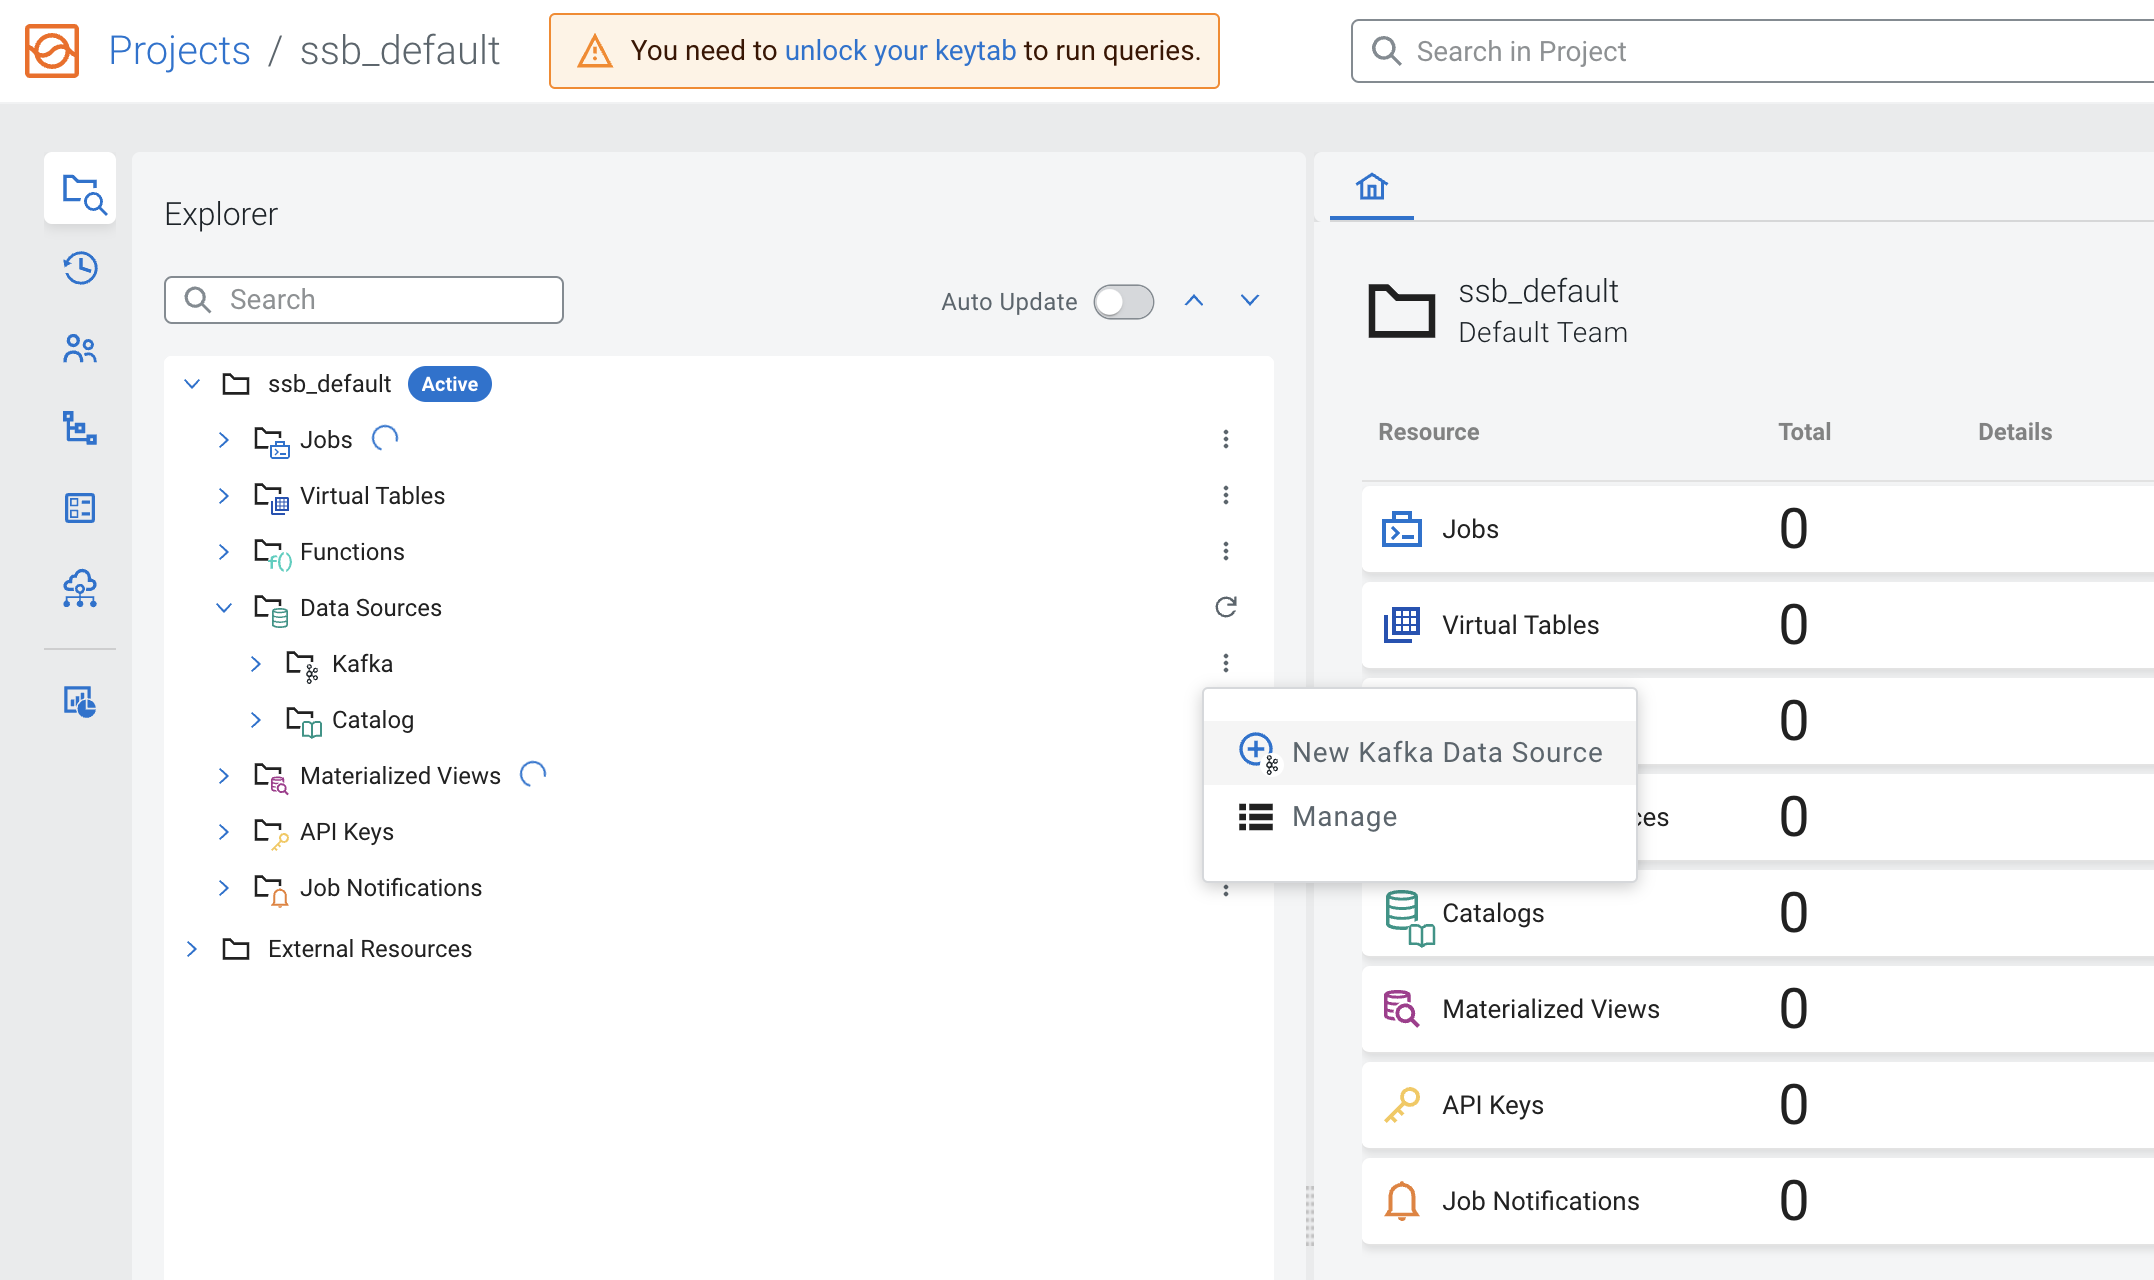 Projects / ssb_default
You need to unlock your keytab to run queries.
Search in Project
Explorer
Search
Auto Update
ssb_default Active
Jobs
Virtual Tables
Functions
f()
Data Sources
Kafka
Catalog
Materialized Views
API Keys
Job Notifications
External Resources
New Kafka Data Source
Manage
ssb_default
Default Team
Resource Total Details
Jobs 0
Virtual Tables 0
0
ces 0
Catalogs 0
Materialized Views 0
API Keys 0
Job Notifications 0